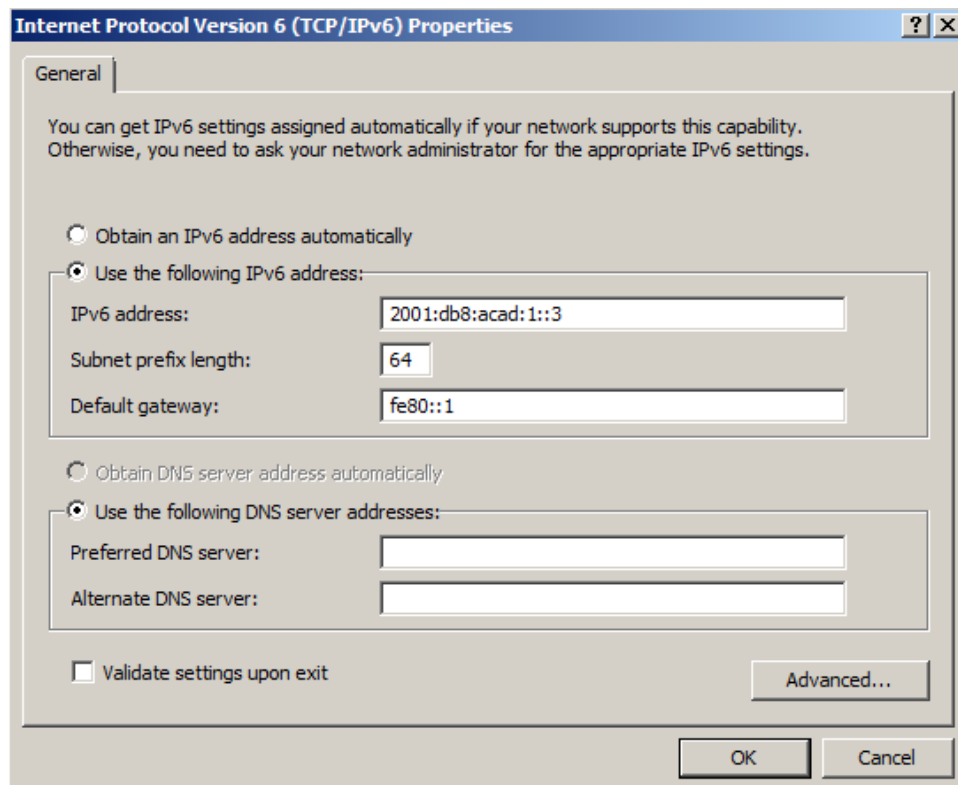 Internet Protocol Version 6 (TCP/IPv6) Properties
General
You can get IPv6 settings assigned automatically if your network supports this capability.
Otherwise, you need to ask your network administrator for the appropriate IPv6 settings.
Obtain an IPv6 address automatically
Use the following IPv6 address:
IPv6 address: 2001:db8:acad:1::3
Subnet prefix length: 64
Default gateway: fe80::1
Obtain DNS server address automatically
Use the following DNS server addresses:
Preferred DNS server:
Alternate DNS server:
Validate settings upon exit
Advanced...
OK Cancel